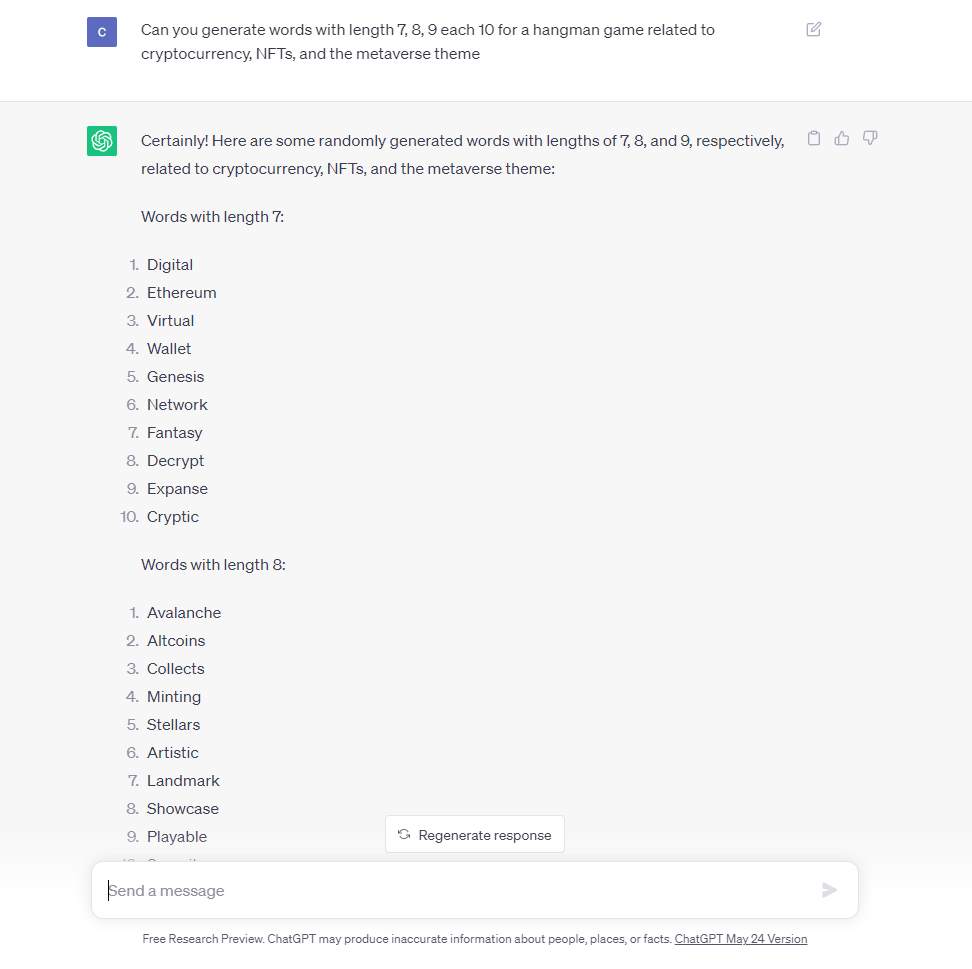 C
Can you generate words with length 7, 8, 9 each 10 for a hangman game related to
cryptocurrency, NFTs, and the metaverse theme
Certainly! Here are some randomly generated words with lengths of 7, 8, and 9, respectively,
related to cryptocurrency, NFTs, and the metaverse theme:
Words with length 7:
1. Digital
2. Ethereum
3. Virtual
4. Wallet
5. Genesis
6. Network
7. Fantasy
8. Decrypt
9. Expanse
10. Cryptic
Words with length 8:
1. Avalanche
2. Altcoins
3. Collects
4. Minting
5. Stellars
6. Artistic
7. Landmark
8. Showcase
9. Playable
Regenerate response
Send a message
Free Research Preview. ChatGPT may produce inaccurate information about people, places, or facts. ChatGPT May 24 Version